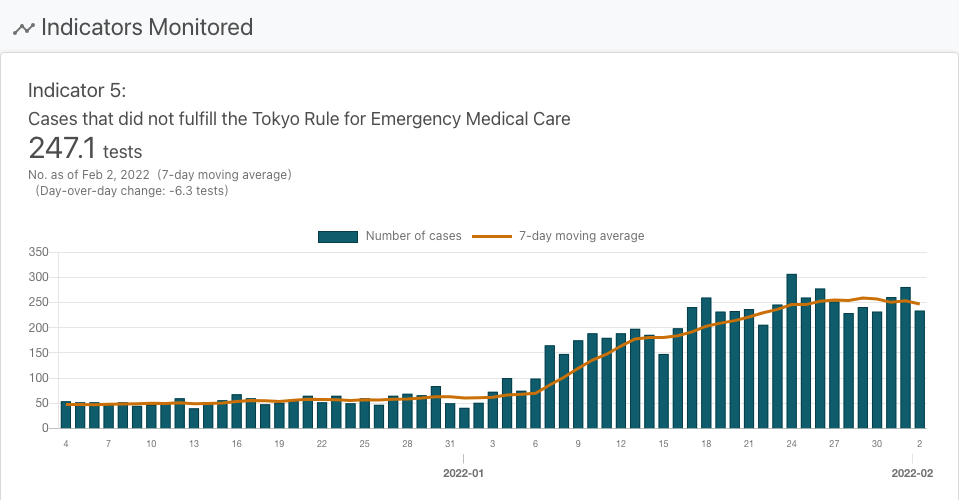 Indicators Monitored
Indicator 5:
Cases that did not fulfill the Tokyo Rule for Emergency Medical Care
247.1 tests
No. as of Feb 2, 2022 (7-day moving average)
(Day-over-day change: -6.3 tests)
Number of cases 7-day moving average
350
300
250
200
150
100
50
0
4 7 10 13 16 19 22 25 28 31 3 6 9 12 15 18 21 24 27 30 2
2022-01 2022-02